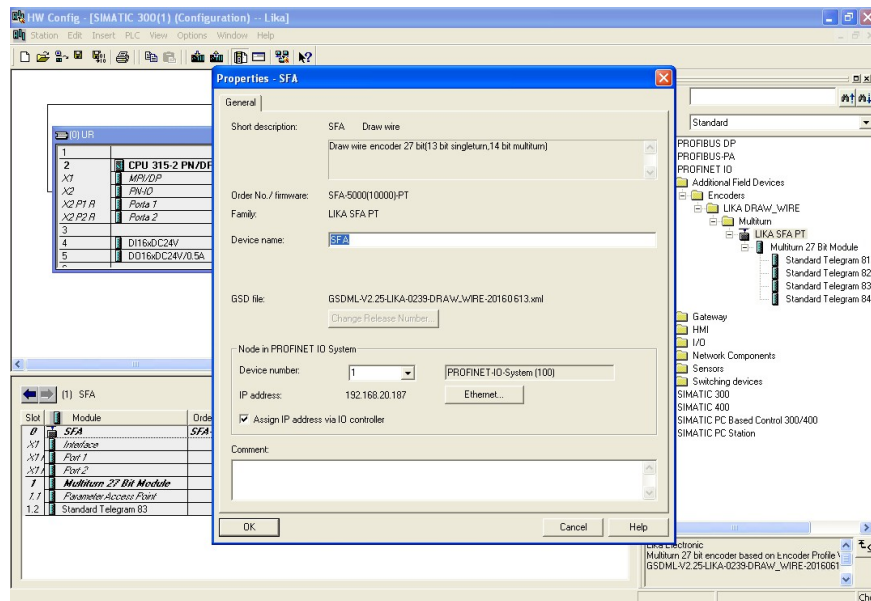 HW Config - [SIMATIC 300(1) (Configuration) -- Lika]
Station Edit Insert PLC View Options Window Help
(0) UR
1
2 CPU 315-2 PN/DP
X1 MPI/DP
X2 PN-IO
X2 P1 R Porta 1
X2 P2 R Porta 2
3
4 DI16xDC24V
5 DO16xDC24V/0.5A
(1) SFA
Slot Module Orde
0 SFA SFA-
X1 Interface
X1 Port 1
X1 Port 2
1 Multiturn 27 Bit Module
1.1 Parameter Access Point
1.2 Standard Telegram 83
Properties - SFA
General
Short description: SFA Draw wire
Draw wire encoder 27 bit(13 bit singleturn,14 bit multiturn)
Order No./ firmware: SFA-5000(10000)-PT
Family: LIKA SFA PT
Device name: SFA
GSD file: GSDML-V2.25-LIKA-0239-DRAW_WIRE-20160613.xml
Change Release Number...
Node in PROFINET IO System
Device number: 1 PROFINET-IO-System (100)
IP address: 192.168.20.187 Ethernet...
Assign IP address via IO controller
Comment:
OK Cancel Help
Standard
PROFIBUS DP
PROFIBUS-PA
PROFINET IO
Additional Field Devices
Encoders
LIKA DRAW_WIRE
Multiturn
LIKA SFA PT
Multiturn 27 Bit Module
Standard Telegram 81
Standard Telegram 82
Standard Telegram 83
Standard Telegram 84
Gateway
HMI
I/O
Network Components
Sensors
Switching devices
SIMATIC 300
SIMATIC 400
SIMATIC PC Based Control 300/400
SIMATIC PC Station
Lika Electronic
Multiturn 27 bit encoder based on Encoder Profile
GSDML-V2.25-LIKA-0239-DRAW_WIRE-2016061
Ch